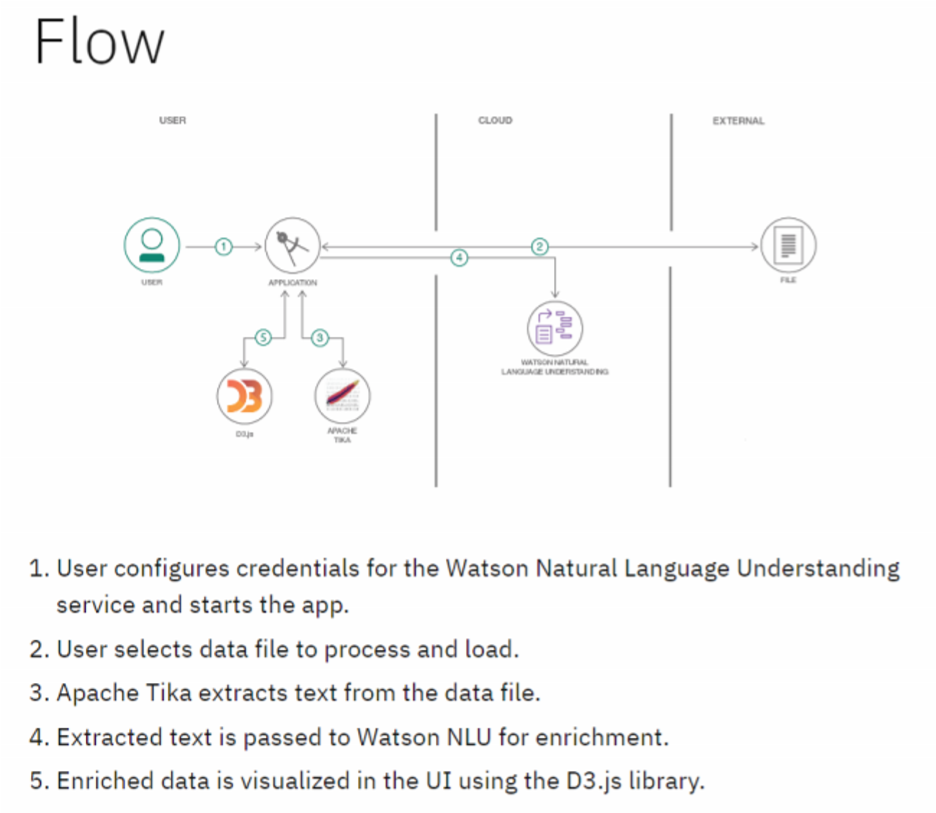 Flow
USER
CLOUD
EXTERNAL
1
2
4
USER
APPLICATION
FILE
5
3
WATSON NATURAL
LANGUAGE UNDERSTANDING
D3.js
APACHE
TIKA
1. User configures credentials for the Watson Natural Language Understanding
service and starts the app.
2. User selects data file to process and load.
3. Apache Tika extracts text from the data file.
4. Extracted text is passed to Watson NLU for enrichment.
5. Enriched data is visualized in the UI using the D3.js library.